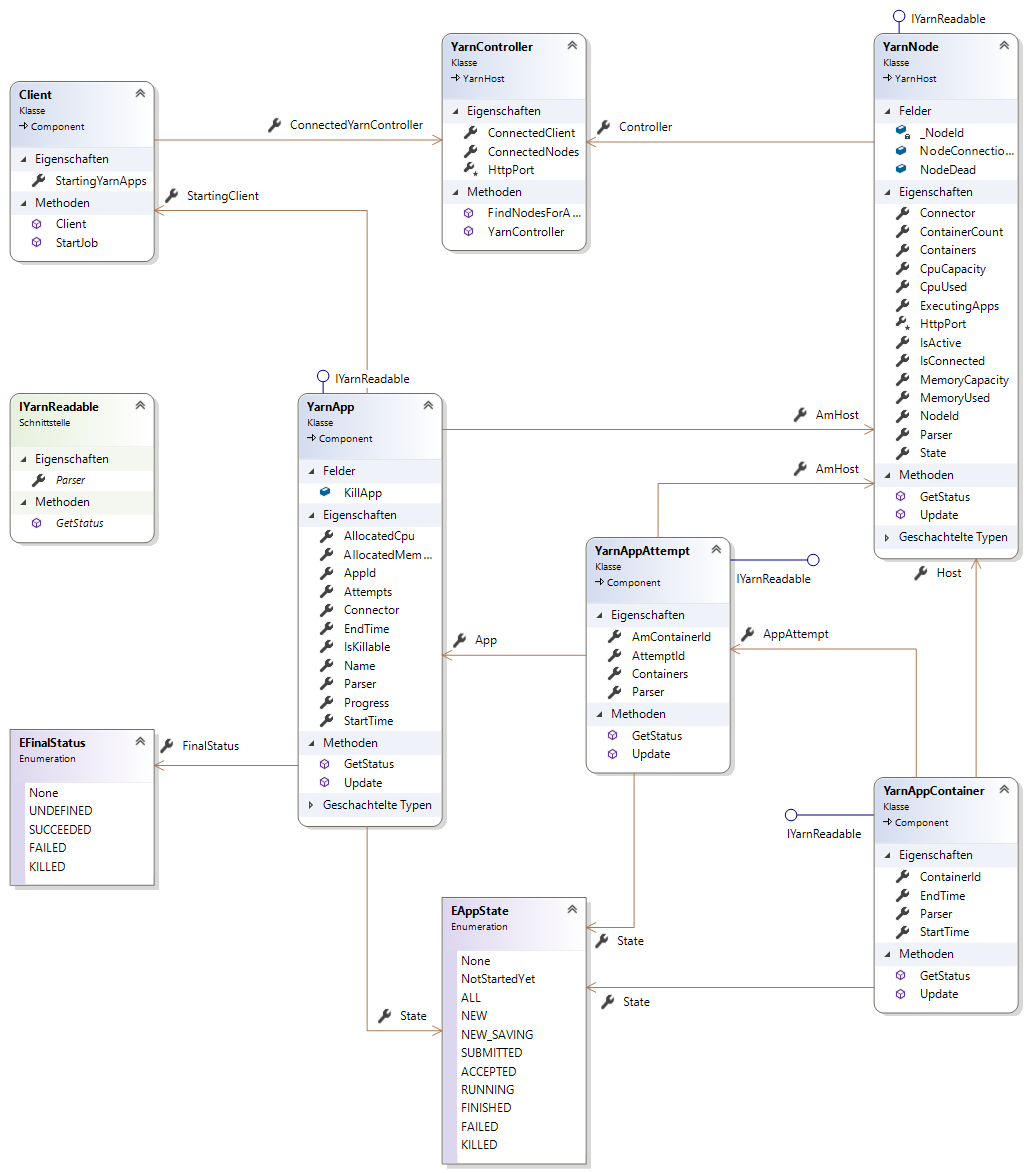 IYarnReadable
YarnController
Klasse
YarnHost
Eigenschaften
ConnectedClient
ConnectedNodes
HttpPort
Methoden
FindNodesForA...
YarnController
YarnNode
Klasse
YarnHost
Felder
_NodeId
NodeConnectio...
NodeDead
Eigenschaften
Connector
ContainerCount
Containers
CpuCapacity
CpuUsed
ExecutingApps
HttpPort
IsActive
IsConnected
MemoryCapacity
MemoryUsed
NodeId
Parser
State
Methoden
GetStatus
Update
Geschachtelte Typen
Client
Klasse
Component
Eigenschaften
StartingYarnApps
Methoden
Client
StartJob
ConnectedYarnController
Controller
StartingClient
IYarnReadable
IYarnReadable
Schnittstelle
Eigenschaften
Parser
Methoden
GetStatus
YarnApp
Klasse
Component
Felder
KillApp
Eigenschaften
AllocatedCpu
AllocatedMem...
AppId
Attempts
Connector
EndTime
IsKillable
Name
Parser
Progress
StartTime
Methoden
GetStatus
Update
Geschachtelte Typen
AmHost
AmHost
YarnAppAttempt
Klasse
Component
Eigenschaften
AmContainerId
AttemptId
Containers
Parser
Methoden
GetStatus
Update
IYarnReadable
Host
App
AppAttempt
EFinalStatus
Enumeration
None
UNDEFINED
SUCCEEDED
FAILED
KILLED
FinalStatus
YarnAppContainer
Klasse
Component
Eigenschaften
ContainerId
EndTime
Parser
StartTime
Methoden
GetStatus
Update
IYarnReadable
EAppState
Enumeration
None
NotStartedYet
ALL
NEW
NEW_SAVING
SUBMITTED
ACCEPTED
RUNNING
FINISHED
FAILED
KILLED
State
State
State